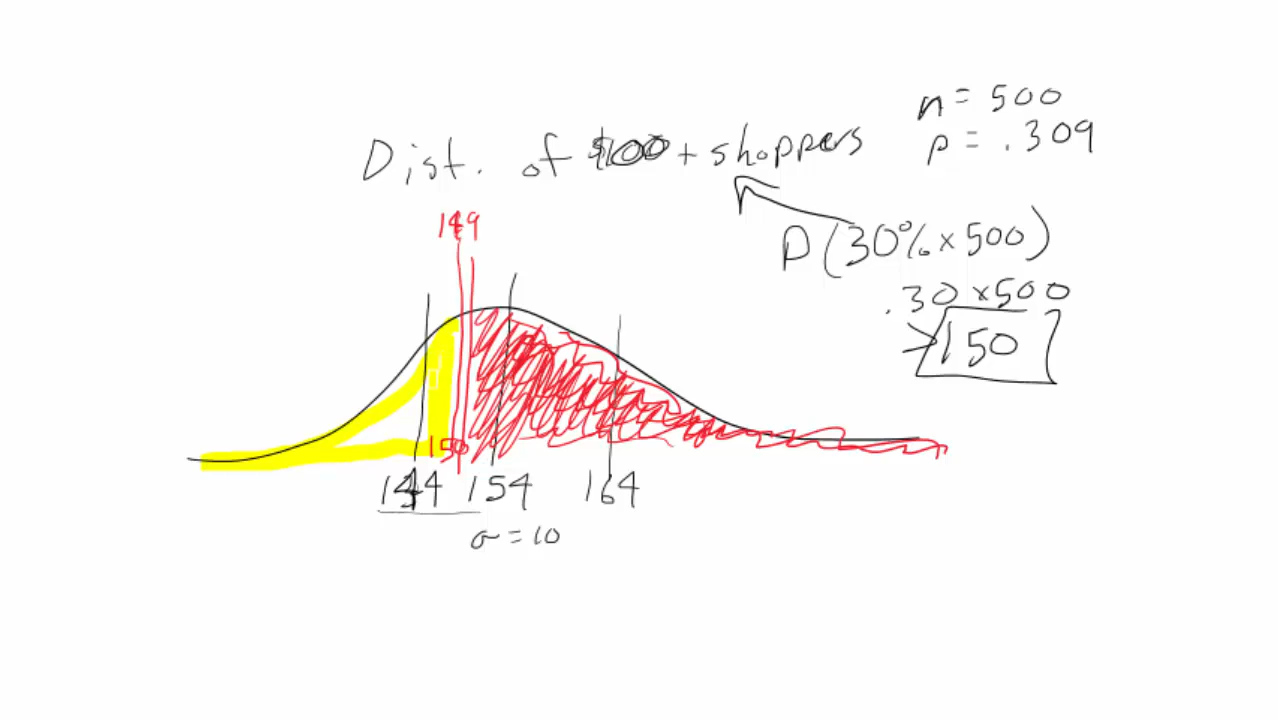 n = 500
p = .309
Dist. of $100 + shoppers
149
P(30% x 500)
.30 x 500
> 150
150
144 154 164
σ = 10